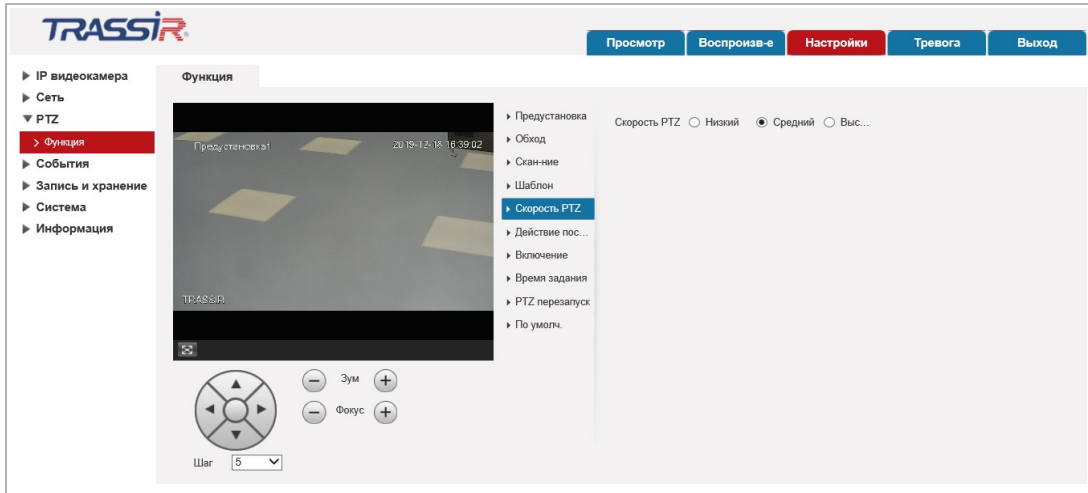 TRASSIR
Просмотр
Воспроизв-е
Настройки
Тревога
Выход
IP видеокамера
Сеть
PTZ
Функция
События
Запись и хранение
Система
Информация
Функция
Предустановка1
2019-12-18 16:39:02
TRASSIR
Зум
Фокус
Шаг 5
Предустановка
Обход
Скан-ние
Шаблон
Скорость PTZ
Действие пос...
Включение
Время задания
PTZ перезапуск
По умолч.
Скорость PTZ Низкий Средний Выс...